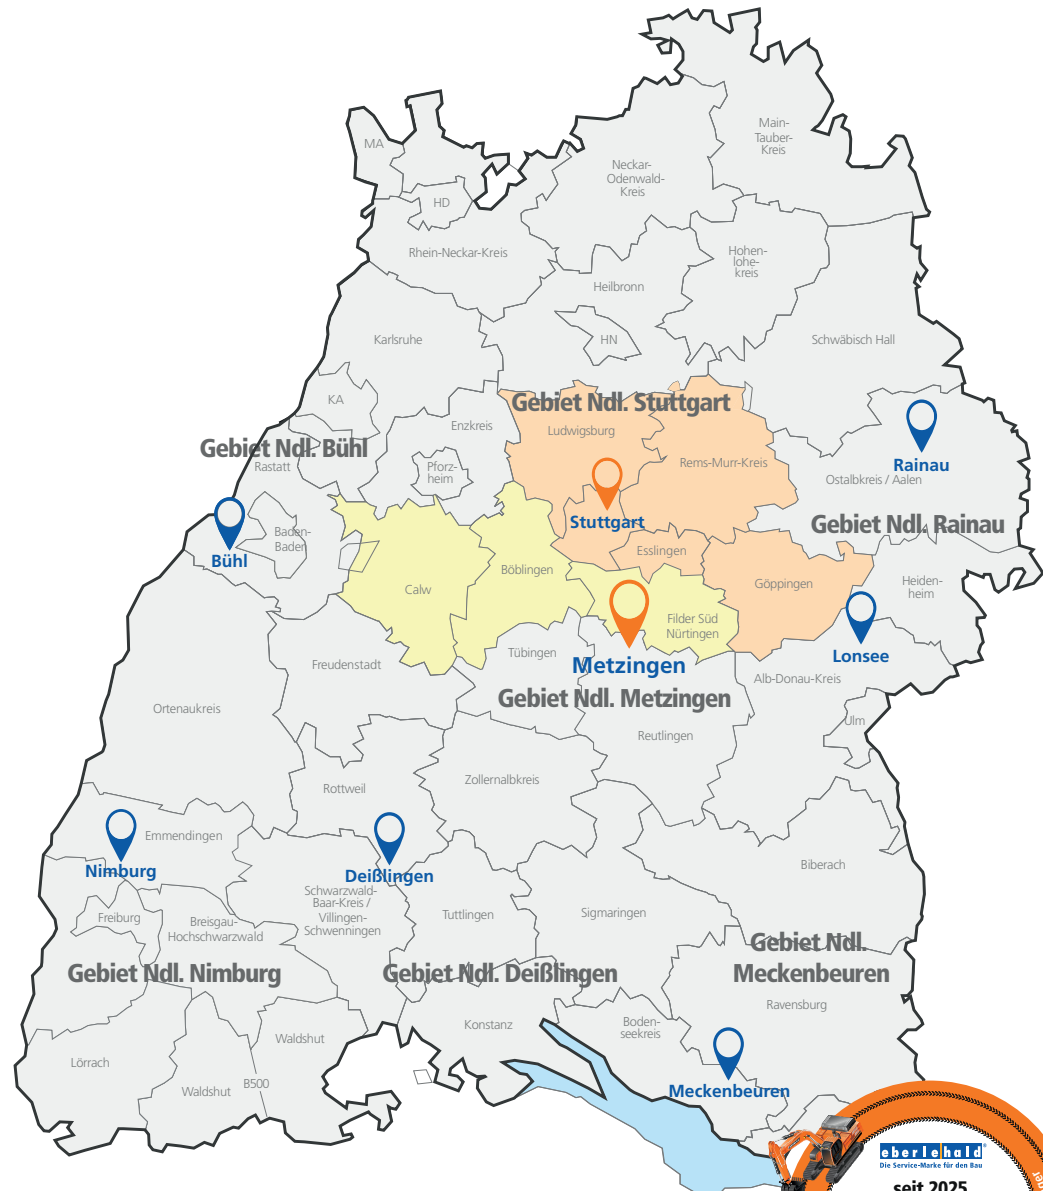 Main-
Tauber-
Kreis
MA
Neckar-
Odenwald-
Kreis
HD
Rhein-Neckar-Kreis
Hohen-
lohe-
kreis
Heilbronn
Karlsruhe
HN
Schwäbisch Hall
KA
Gebiet Ndl. Stuttgart
Enzkreis
Ludwigsburg
Gebiet Ndl. Bühl
Rastatt
Pforz-
heim
Rems-Murr-Kreis
Rainau
Ostalbkreis / Aalen
Stuttgart
Gebiet Ndl. Rainau
Baden-
Baden
Bühl
Esslingen
Böblingen
Calw
Göppingen
Heiden-
heim
Filder Süd
Nürtingen
Tübingen
Lonsee
Freudenstadt
Metzingen
Alb-Donau-Kreis
Gebiet Ndl. Metzingen
Ortenaukreis
Ulm
Reutlingen
Zollernalbkreis
Rottweil
Emmendingen
Nimburg
Deißlingen
Biberach
Schwarzwald-
Baar-Kreis /
Villingen-
Schwenningen
Freiburg
Breisgau-
Hochschwarzwald
Tuttlingen
Sigmaringen
Gebiet Ndl.
Meckenbeuren
Gebiet Ndl. Nimburg
Gebiet Ndl. Deißlingen
Ravensburg
Konstanz
Boden-
seekreis
Waldshut
Lörrach
B500
Waldshut
Meckenbeuren
eberle hald
Die Service-Marke für den Bau
seit 2025